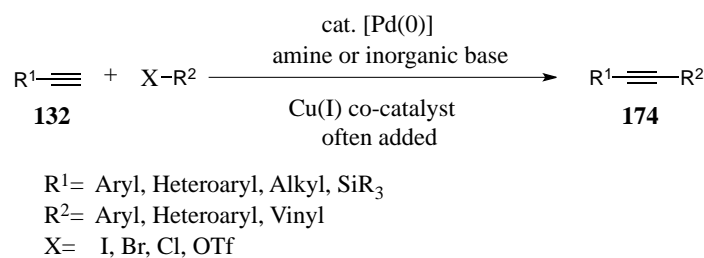 cat. [Pd(0)]
amine or inorganic base
R¹ + X–R² R¹ R²
132 Cu(I) co-catalyst 174
often added
R¹= Aryl, Heteroaryl, Alkyl, SiR₃
R²= Aryl, Heteroaryl, Vinyl
X= I, Br, Cl, OTf